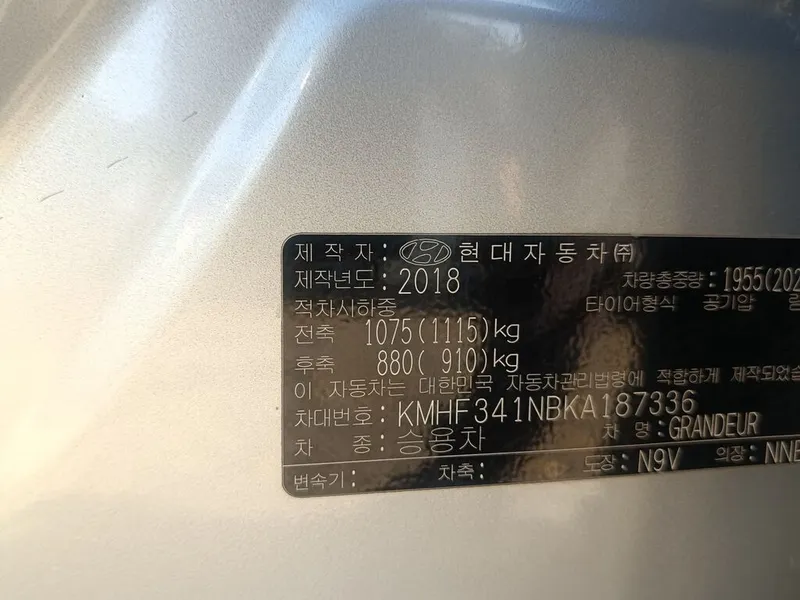 제 작 자 : 현대자동차㈜
제작년도 : 2018 차량총중량 : 1955(202
적차시하중 타이어형식 공기압
전축 1075(1115)kg
후축 880( 910)kg
이 자동차는 대한민국 자동차관리법령에 적합하게 제작되었습
차대번호 : KMHF341NBKA187336
차 종 : 승용차 차 명 : GRANDEUR
변속기 : 차축 : 도장 : N9V 의장 : NNB